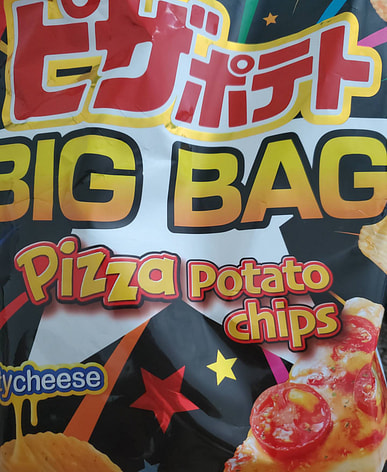 ピザポテト
BIG BAG
Pizza Potato
chips
ycheese